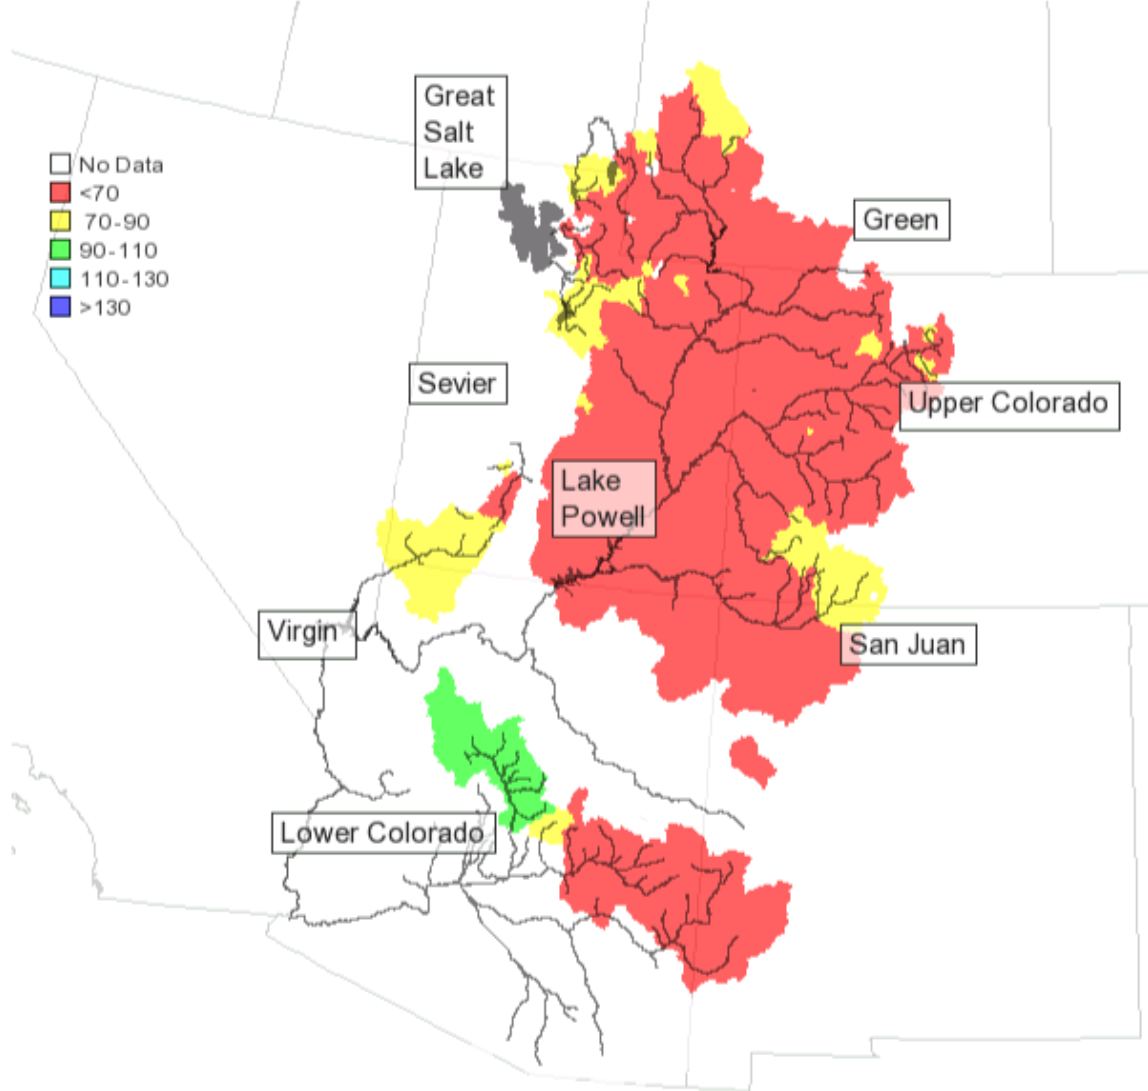 Great
Salt
Lake
No Data
<70
70-90
90-110
110-130
>130
Green
Sevier
Upper Colorado
Lake
Powell
Virgin
San Juan
Lower Colorado